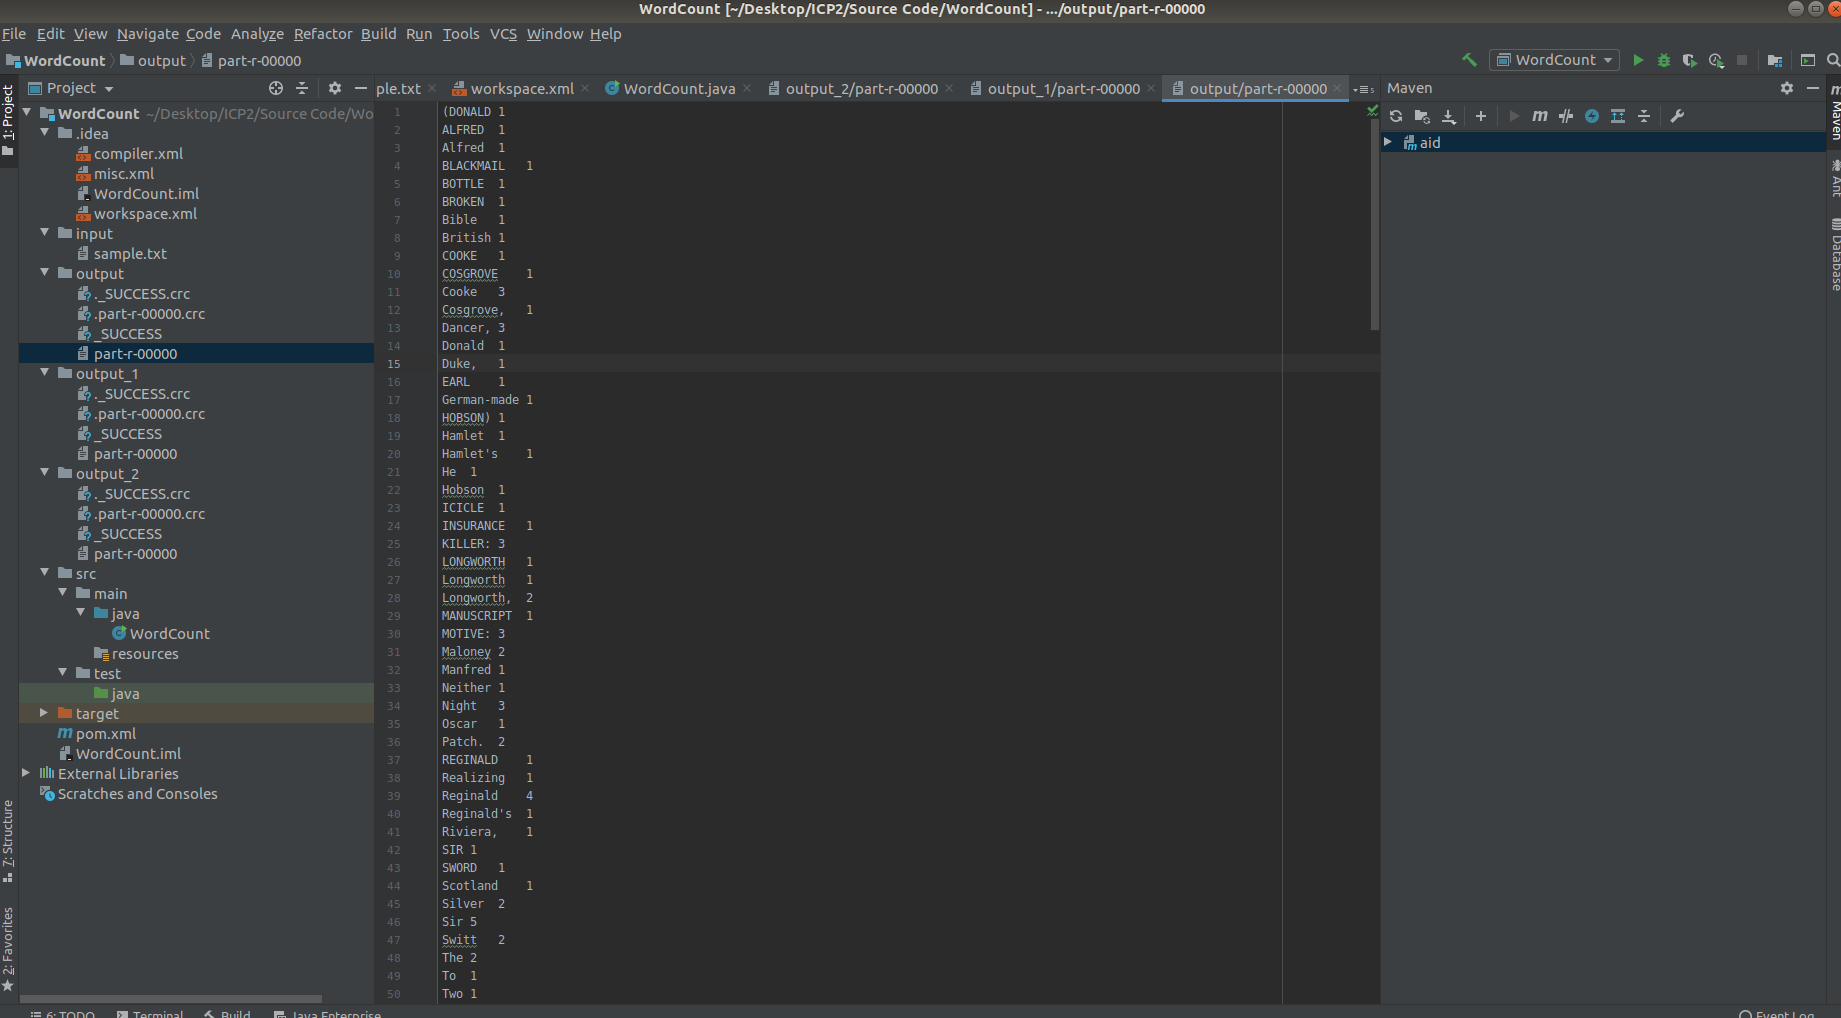 WordCount [~/Desktop/ICP2/Source Code/WordCount] - .../output/part-r-00000
File Edit View Navigate Code Analyze Refactor Build Run Tools VCS Window Help
WordCount output part-r-00000
WordCount
1: Project
7: Structure
2: Favorites
Project
WordCount ~/Desktop/ICP2/Source Code/Wo
.idea
compiler.xml
misc.xml
WordCount.iml
workspace.xml
input
sample.txt
output
._SUCCESS.crc
.part-r-00000.crc
_SUCCESS
part-r-00000
output_1
._SUCCESS.crc
.part-r-00000.crc
_SUCCESS
part-r-00000
output_2
._SUCCESS.crc
.part-r-00000.crc
_SUCCESS
part-r-00000
src
main
java
WordCount
resources
test
java
target
pom.xml
WordCount.iml
External Libraries
Scratches and Consoles
ple.txt workspace.xml WordCount.java output_2/part-r-00000 output_1/part-r-00000 output/part-r-00000
1 (DONALD 1
2 ALFRED 1
3 Alfred 1
4 BLACKMAIL 1
5 BOTTLE 1
6 BROKEN 1
7 Bible 1
8 British 1
9 COOKE 1
10 COSGROVE 1
11 Cooke 3
12 Cosgrove, 1
13 Dancer, 3
14 Donald 1
15 Duke, 1
16 EARL 1
17 German-made 1
18 HOBSON) 1
19 Hamlet 1
20 Hamlet's 1
21 He 1
22 Hobson 1
23 ICICLE 1
24 INSURANCE 1
25 KILLER: 3
26 LONGWORTH 1
27 Longworth 1
28 Longworth, 2
29 MANUSCRIPT 1
30 MOTIVE: 3
31 Maloney 2
32 Manfred 1
33 Neither 1
34 Night 3
35 Oscar 1
36 Patch. 2
37 REGINALD 1
38 Realizing 1
39 Reginald 4
40 Reginald's 1
41 Riviera, 1
42 SIR 1
43 SWORD 1
44 Scotland 1
45 Silver 2
46 Sir 5
47 Switt 2
48 The 2
49 To 1
50 Two 1
Maven
aid
Maven
Ant
Database
6: TODO Terminal Build Java Enterprise Event Log